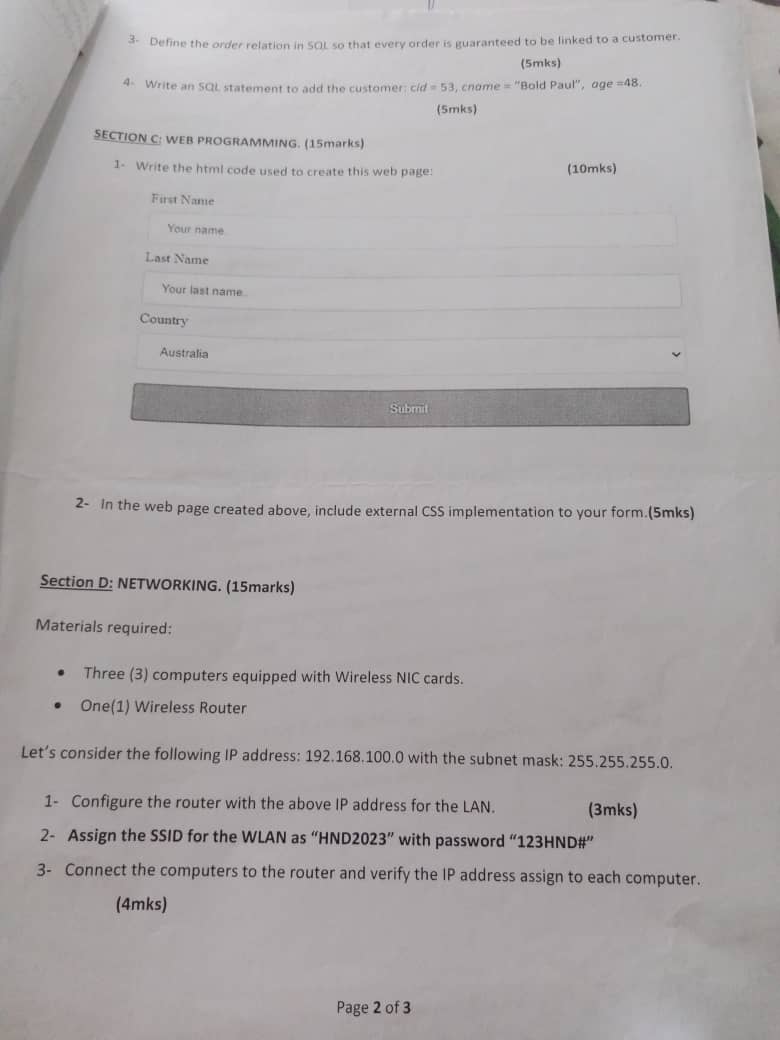 3- Define the order relation in SQL so that every order is guaranteed to be linked to a customer.
(5mks)
4- Write an SQL statement to add the customer: cid = 53, cname = "Bold Paul", age =48.
(5mks)
SECTION C: WEB PROGRAMMING. (15marks)
1- Write the html code used to create this web page: (10mks)
First Name
Your name..
Last Name
Your last name..
Country
Australia
Submit
2- In the web page created above, include external CSS implementation to your form.(5mks)
Section D: NETWORKING. (15marks)
Materials required:
• Three (3) computers equipped with Wireless NIC cards.
• One(1) Wireless Router
Let's consider the following IP address: 192.168.100.0 with the subnet mask: 255.255.255.0.
1- Configure the router with the above IP address for the LAN. (3mks)
2- Assign the SSID for the WLAN as "HND2023" with password "123HND#"
3- Connect the computers to the router and verify the IP address assign to each computer.
(4mks)
Page 2 of 3